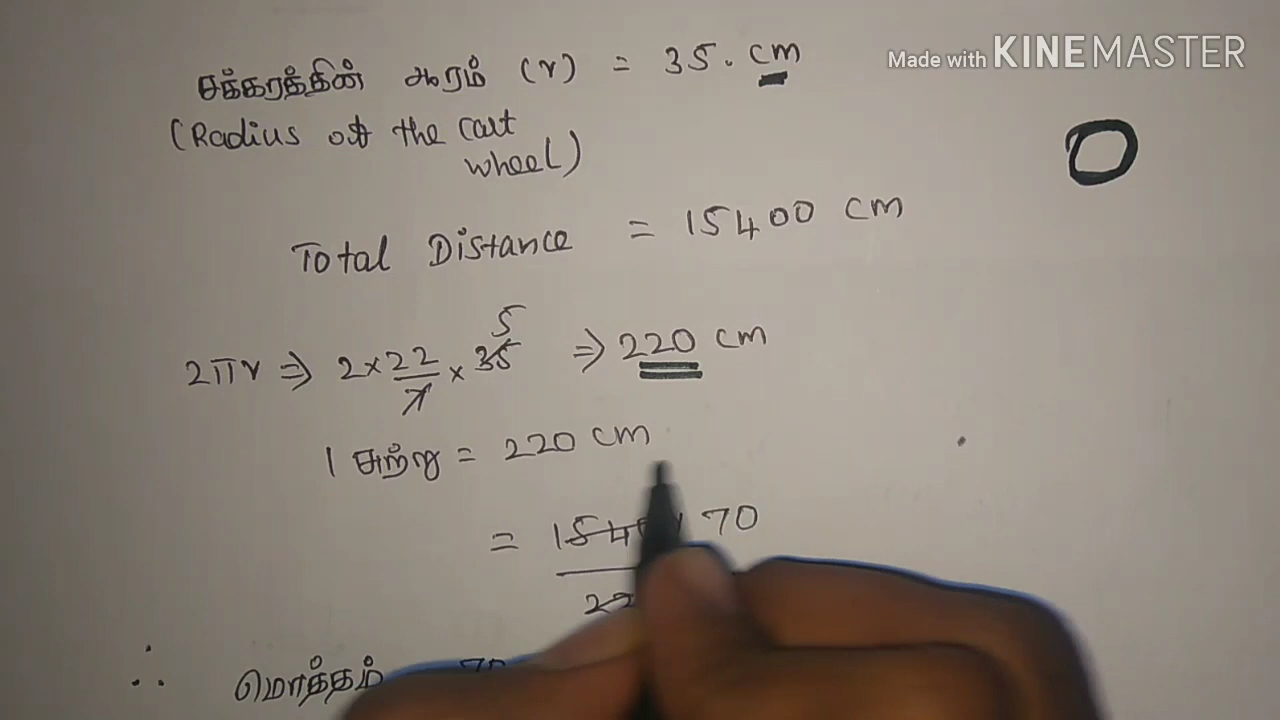 Made with KINEMASTER
சக்கரத்தின் ஆரம் (r) = 35. cm
(Radius of the cart
wheel)
Total Distance = 15400 cm
5
2πr ⇒ 2 × 22/7 × 35 ⇒ 220 cm
1 சுற்று = 220 cm
= 70
∴ மொத்தம்